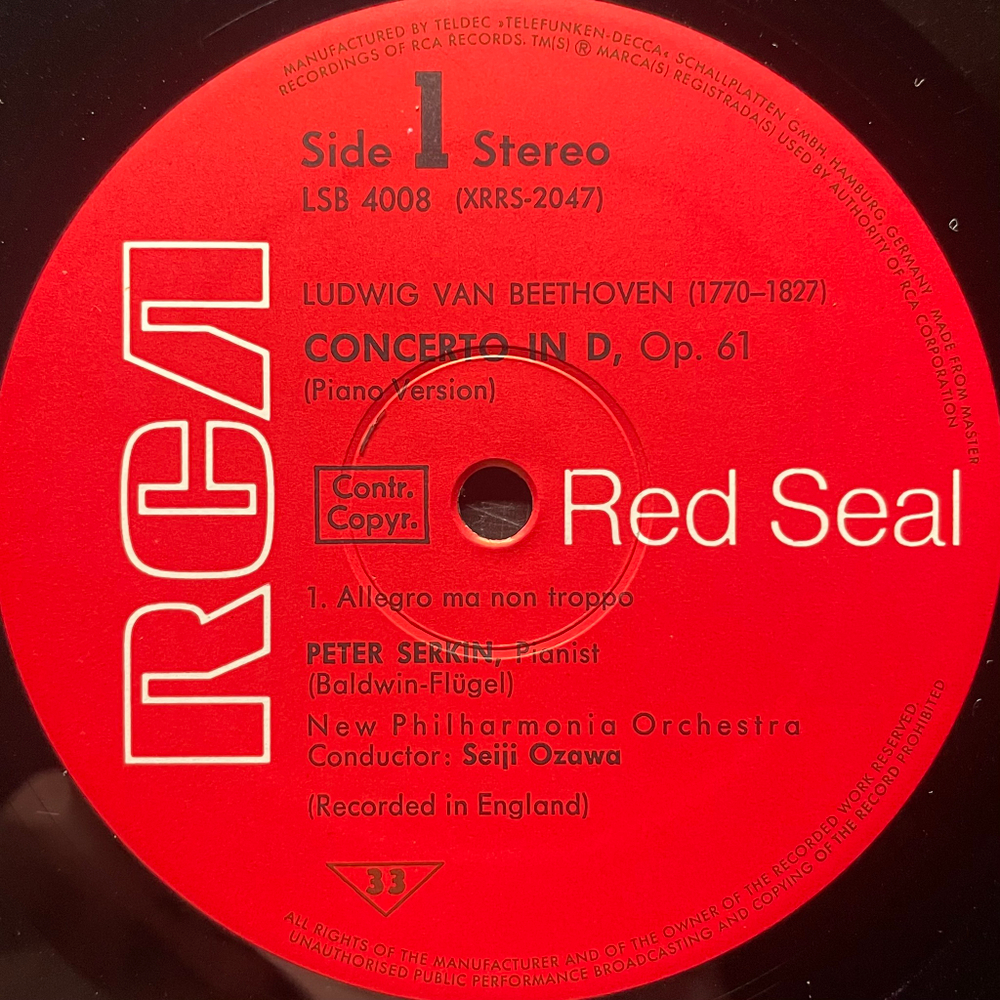 MANUFACTURED BY TELDEC »TELEFUNKEN-DECCA« SCHALLPLATTEN GMBH, HAMBURG, GERMANY MADE FROM MASTER
RECORDINGS OF RCA RECORDS. TM(S) ® MARCA(S) REGISTRADA(S) USED BY AUTHORITY OF RCA CORPORATION
Side 1 Stereo
LSB 4008 (XRRS-2047)
RCA
LUDWIG VAN BEETHOVEN (1770–1827)
CONCERTO IN D, Op. 61
(Piano Version)
Contr.
Copyr.
Red Seal
1. Allegro ma non troppo
PETER SERKIN, Pianist
(Baldwin-Flügel)
New Philharmonia Orchestra
Conductor: Seiji Ozawa
(Recorded in England)
33
ALL RIGHTS OF THE MANUFACTURER AND OF THE OWNER OF THE RECORDED WORK RESERVED
UNAUTHORISED PUBLIC PERFORMANCE BROADCASTING AND COPYING OF THE RECORD PROHIBITED